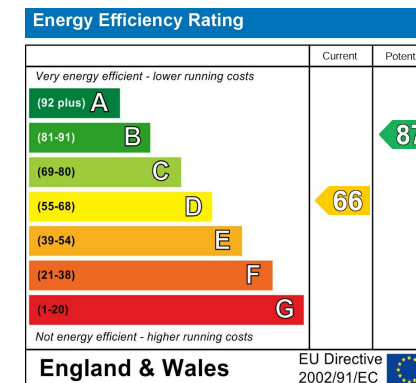 Energy Efficiency Rating
Current Potent
Very energy efficient - lower running costs
(92 plus) A
(81-91) B 87
(69-80) C
(55-68) D 66
(39-54) E
(21-38) F
(1-20) G
Not energy efficient - higher running costs
England & Wales
EU Directive
2002/91/EC